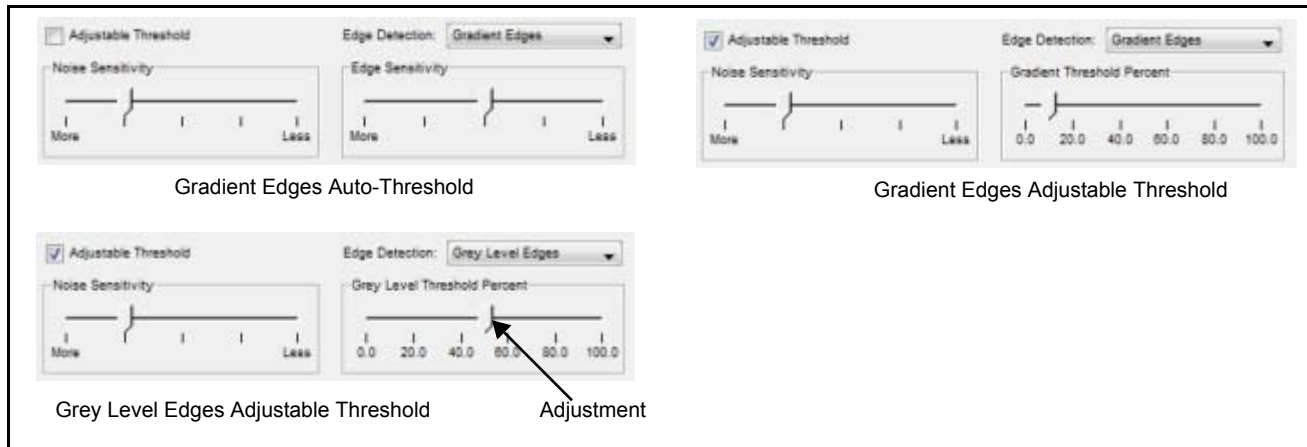 Adjustable Threshold
Edge Detection: Gradient Edges
Noise Sensitivity
More
Less
Edge Sensitivity
More
Less
Gradient Edges Auto-Threshold
Adjustable Threshold
Edge Detection: Gradient Edges
Noise Sensitivity
More
Less
Gradient Threshold Percent
0.0 20.0 40.0 60.0 80.0 100.0
Gradient Edges Adjustable Threshold
Adjustable Threshold
Edge Detection: Grey Level Edges
Noise Sensitivity
More
Less
Grey Level Threshold Percent
0.0 20.0 40.0 60.0 80.0 100.0
Grey Level Edges Adjustable Threshold
Adjustment